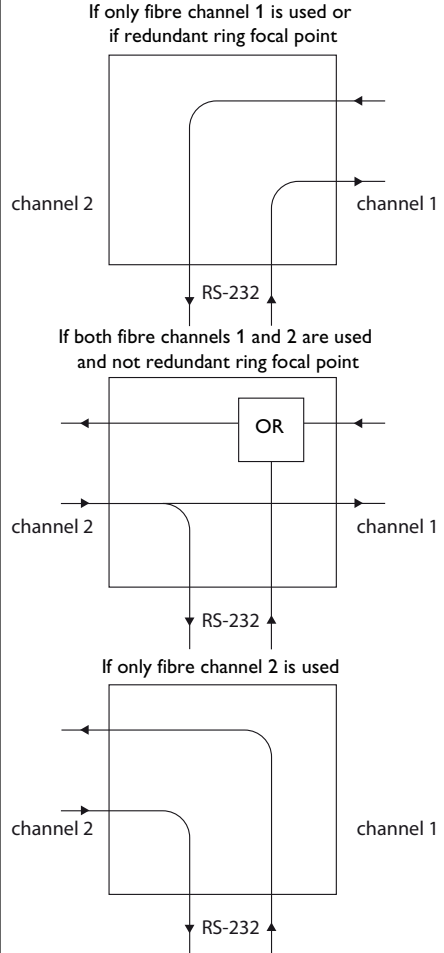 If only fibre channel 1 is used or
if redundant ring focal point
channel 2
channel 1
RS-232
If both fibre channels 1 and 2 are used
and not redundant ring focal point
OR
channel 2
channel 1
RS-232
If only fibre channel 2 is used
channel 2
channel 1
RS-232